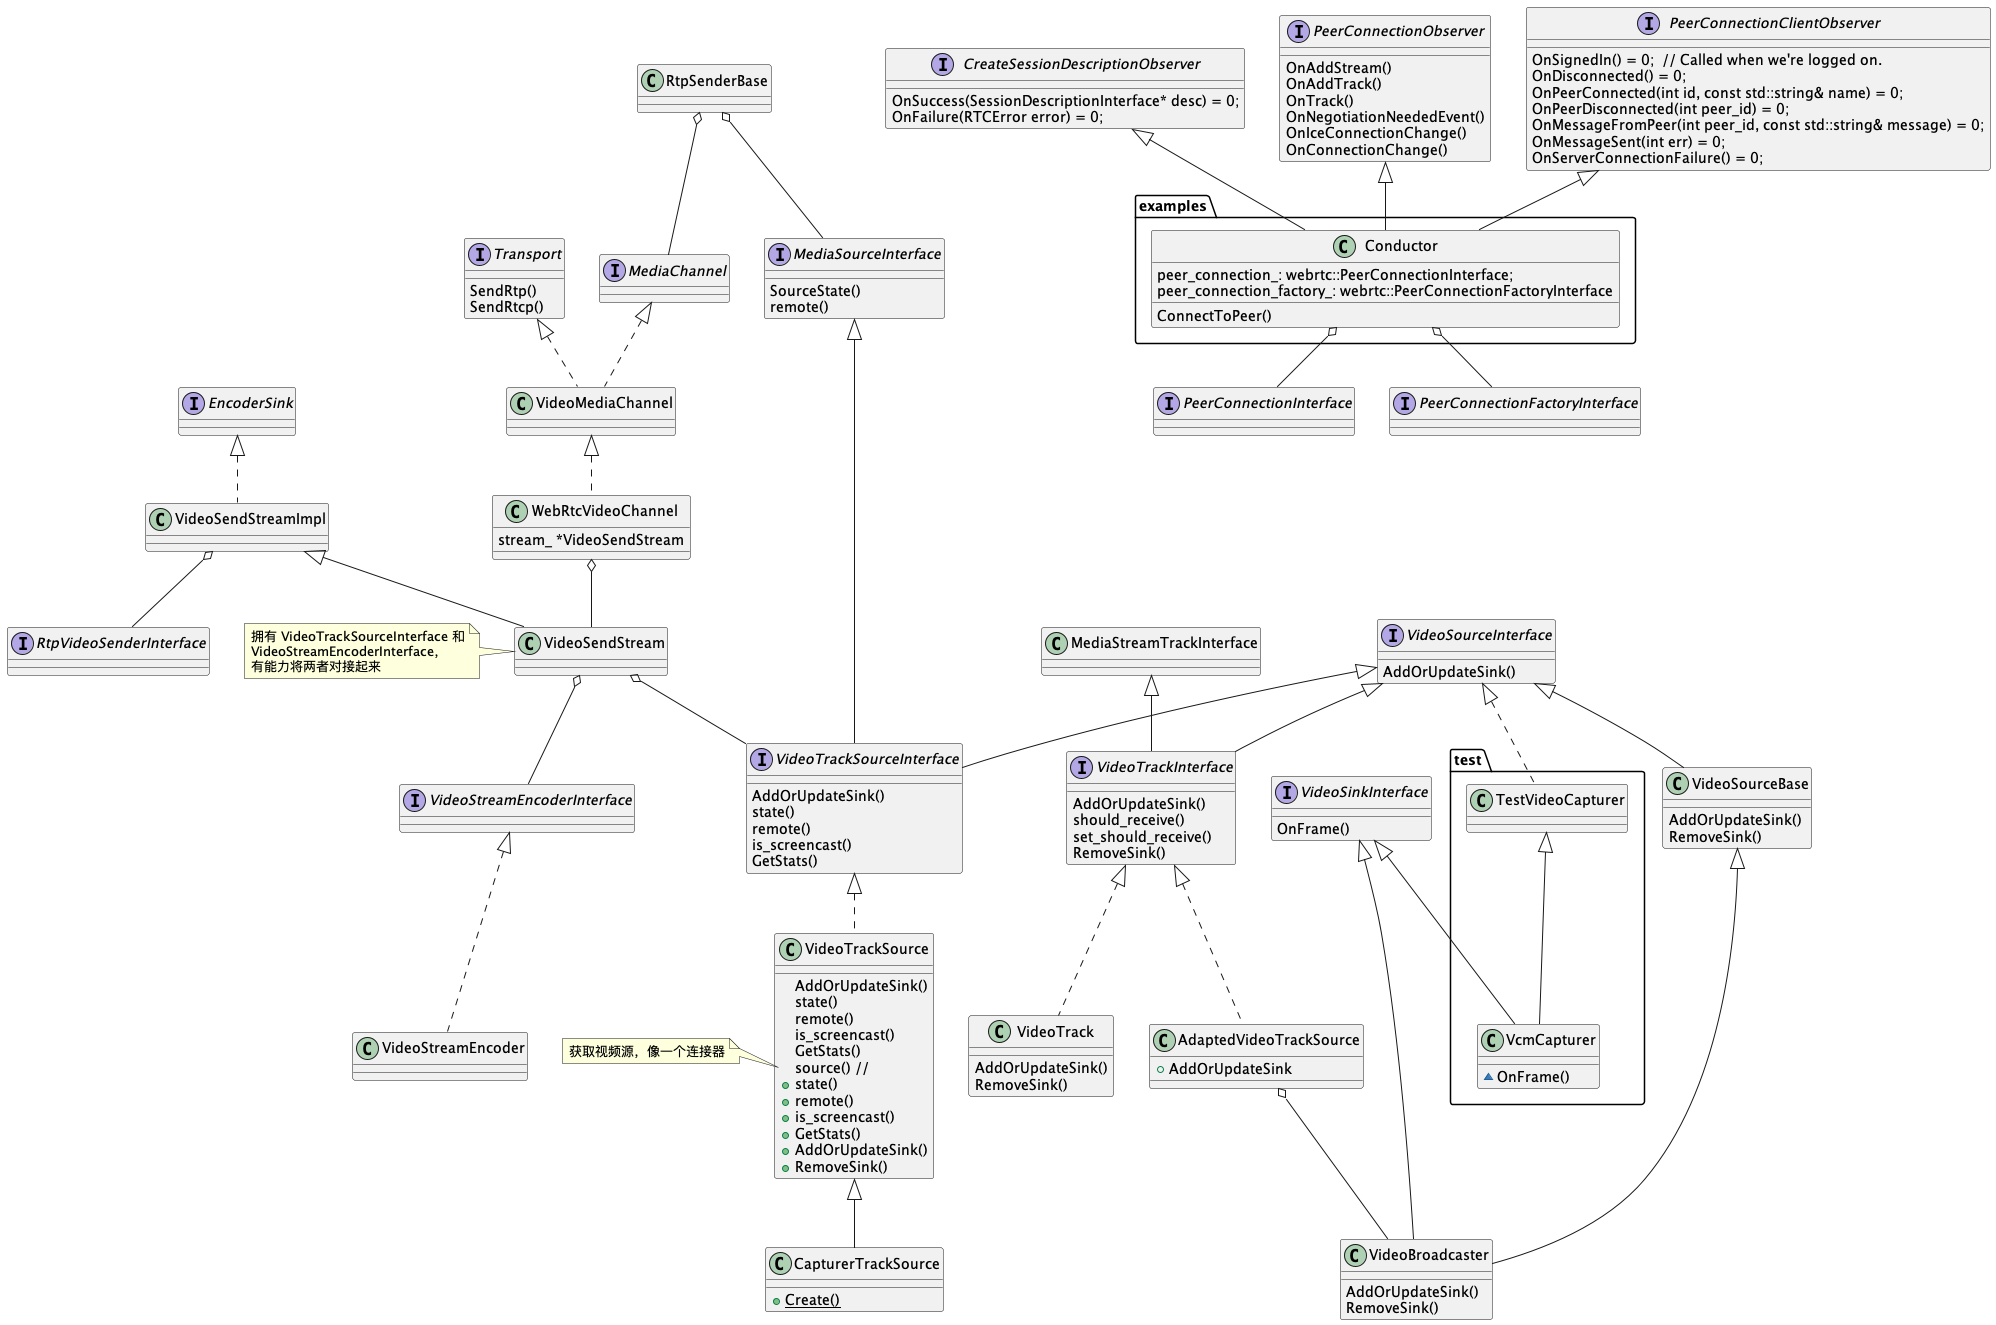 I PeerConnectionClientObserver
OnSignedIn() = 0;  // Called when we're logged on.
OnDisconnected() = 0;
OnPeerConnected(int id, const std::string& name) = 0;
OnPeerDisconnected(int peer_id) = 0;
OnMessageFromPeer(int peer_id, const std::string& message) = 0;
OnMessageSent(int err) = 0;
OnServerConnectionFailure() = 0;
I PeerConnectionObserver
OnAddStream()
OnAddTrack()
OnTrack()
OnNegotiationNeededEvent()
OnIceConnectionChange()
OnConnectionChange()
I CreateSessionDescriptionObserver
OnSuccess(SessionDescriptionInterface* desc) = 0;
OnFailure(RTCError error) = 0;
C RtpSenderBase
examples
C Conductor
peer_connection_: webrtc::PeerConnectionInterface;
peer_connection_factory_: webrtc::PeerConnectionFactoryInterface
ConnectToPeer()
I Transport
SendRtp()
SendRtcp()
I MediaChannel
I MediaSourceInterface
SourceState()
remote()
I EncoderSink
C VideoMediaChannel
I PeerConnectionInterface
I PeerConnectionFactoryInterface
C VideoSendStreamImpl
C WebRtcVideoChannel
stream_ *VideoSendStream
I RtpVideoSenderInterface
拥有 VideoTrackSourceInterface 和
VideoStreamEncoderInterface，
有能力将两者对接起来
C VideoSendStream
C MediaStreamTrackInterface
I VideoSourceInterface
AddOrUpdateSink()
I VideoStreamEncoderInterface
I VideoTrackSourceInterface
AddOrUpdateSink()
state()
remote()
is_screencast()
GetStats()
I VideoTrackInterface
AddOrUpdateSink()
should_receive()
set_should_receive()
RemoveSink()
I VideoSinkInterface
OnFrame()
test
C TestVideoCapturer
C VideoSourceBase
AddOrUpdateSink()
RemoveSink()
C VideoStreamEncoder
获取视频源，像一个连接器
C VideoTrackSource
AddOrUpdateSink()
state()
remote()
is_screencast()
GetStats()
source() //
state()
remote()
is_screencast()
GetStats()
AddOrUpdateSink()
RemoveSink()
C VideoTrack
AddOrUpdateSink()
RemoveSink()
C AdaptedVideoTrackSource
AddOrUpdateSink
C VcmCapturer
OnFrame()
C CapturerTrackSource
Create()
C VideoBroadcaster
AddOrUpdateSink()
RemoveSink()